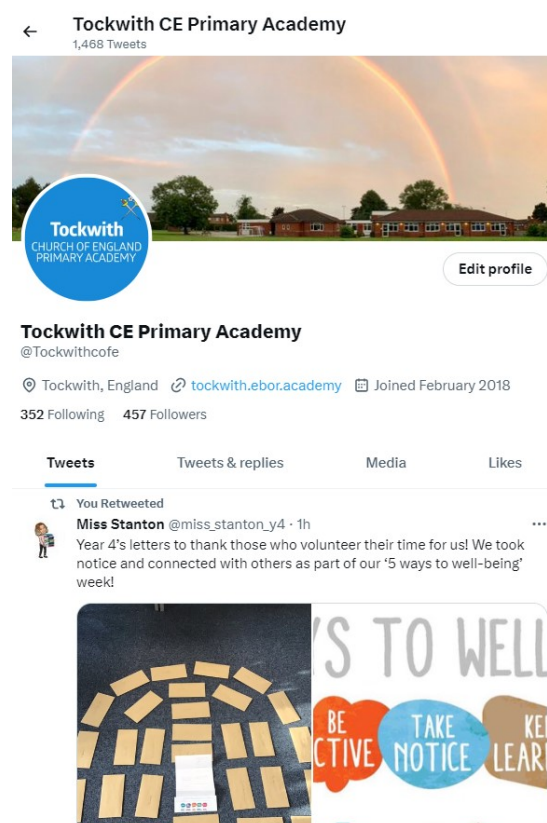 Tockwith CE Primary Academy
1,468 Tweets
Tockwith
CHURCH OF ENGLAND
PRIMARY ACADEMY
Edit profile
Tockwith CE Primary Academy
@Tockwithcofe
Tockwith, England tockwith.ebor.academy Joined February 2018
352 Following 457 Followers
Tweets Tweets & replies Media Likes
You Retweeted
Miss Stanton @miss_stanton_y4 · 1h
Year 4's letters to thank those who volunteer their time for us! We took
notice and connected with others as part of our ‘5 ways to well-being’
week!
YS TO WELL
BE
CTIVE
TAKE
NOTICE
KE
LEAR